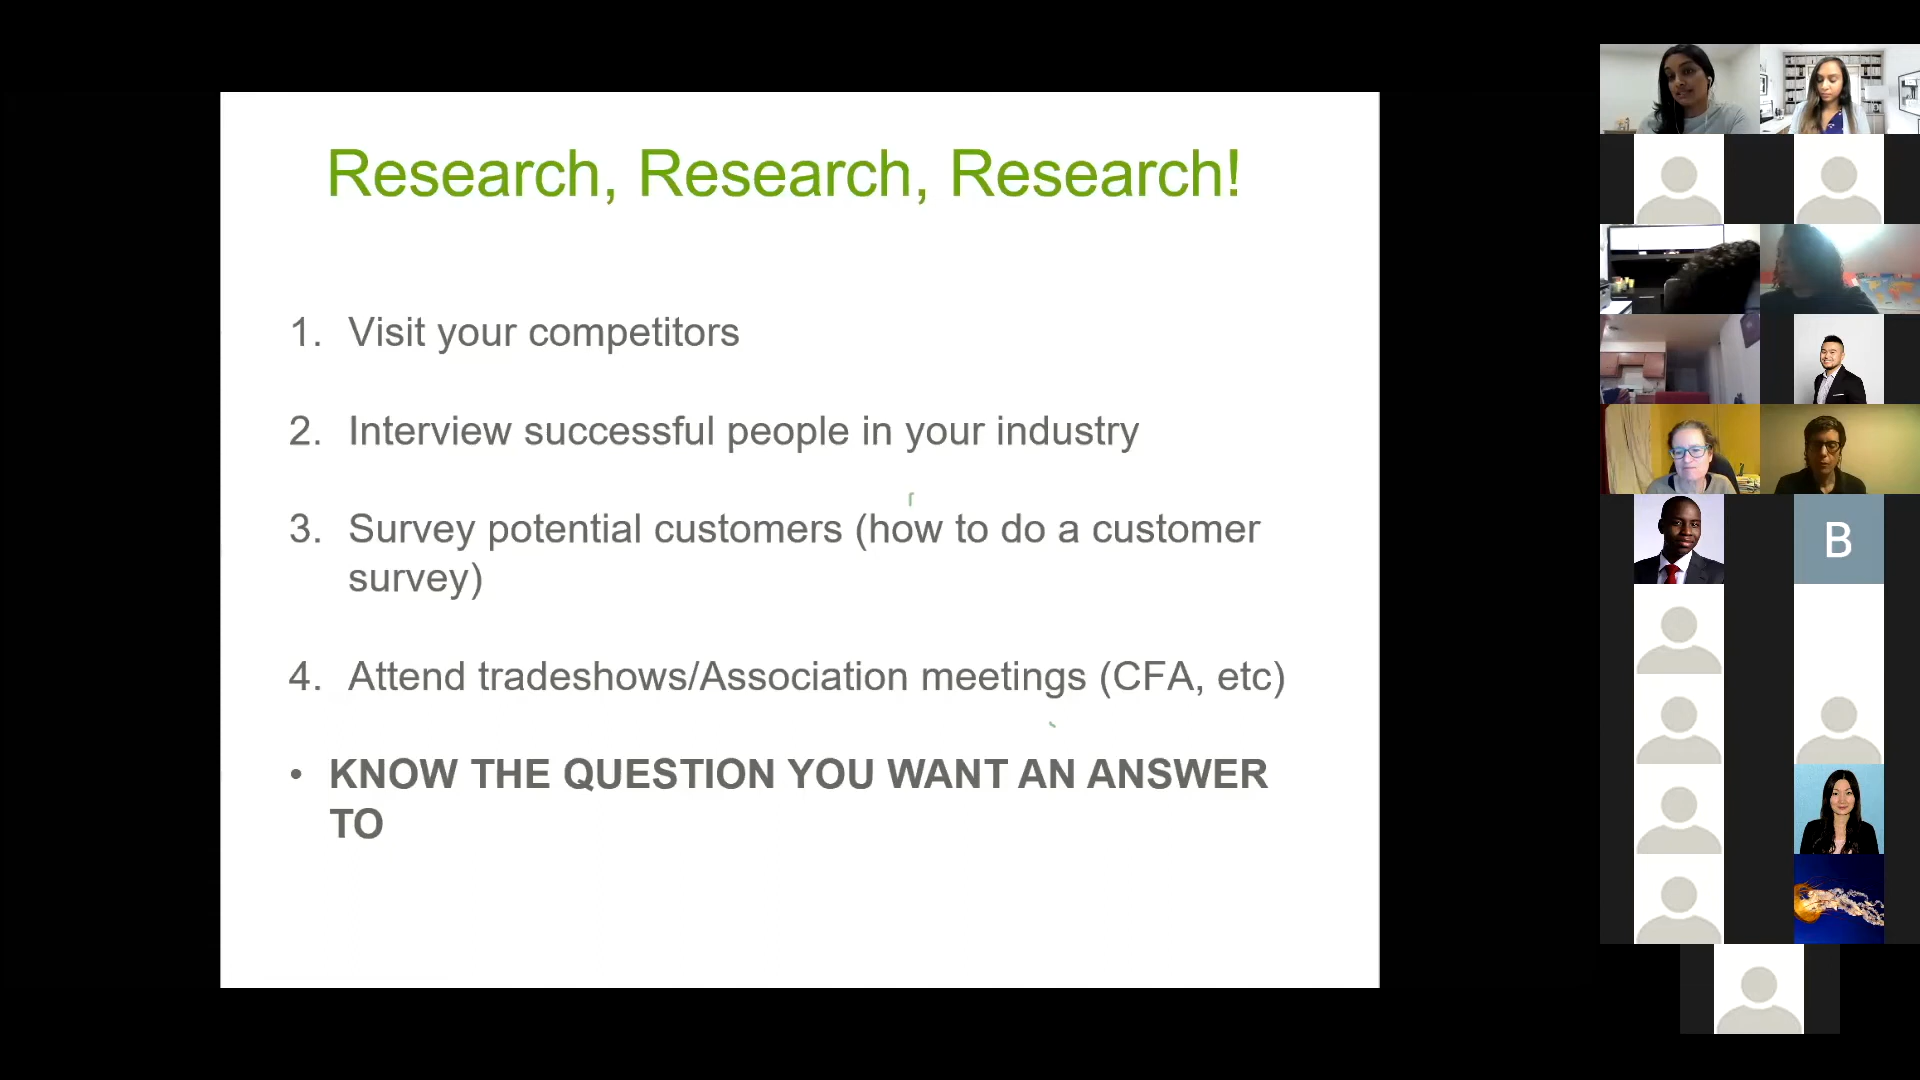 Research, Research, Research!
1. Visit your competitors
2. Interview successful people in your industry
3. Survey potential customers (how to do a customer
survey)
4. Attend tradeshows/Association meetings (CFA, etc)
• KNOW THE QUESTION YOU WANT AN ANSWER
TO
B